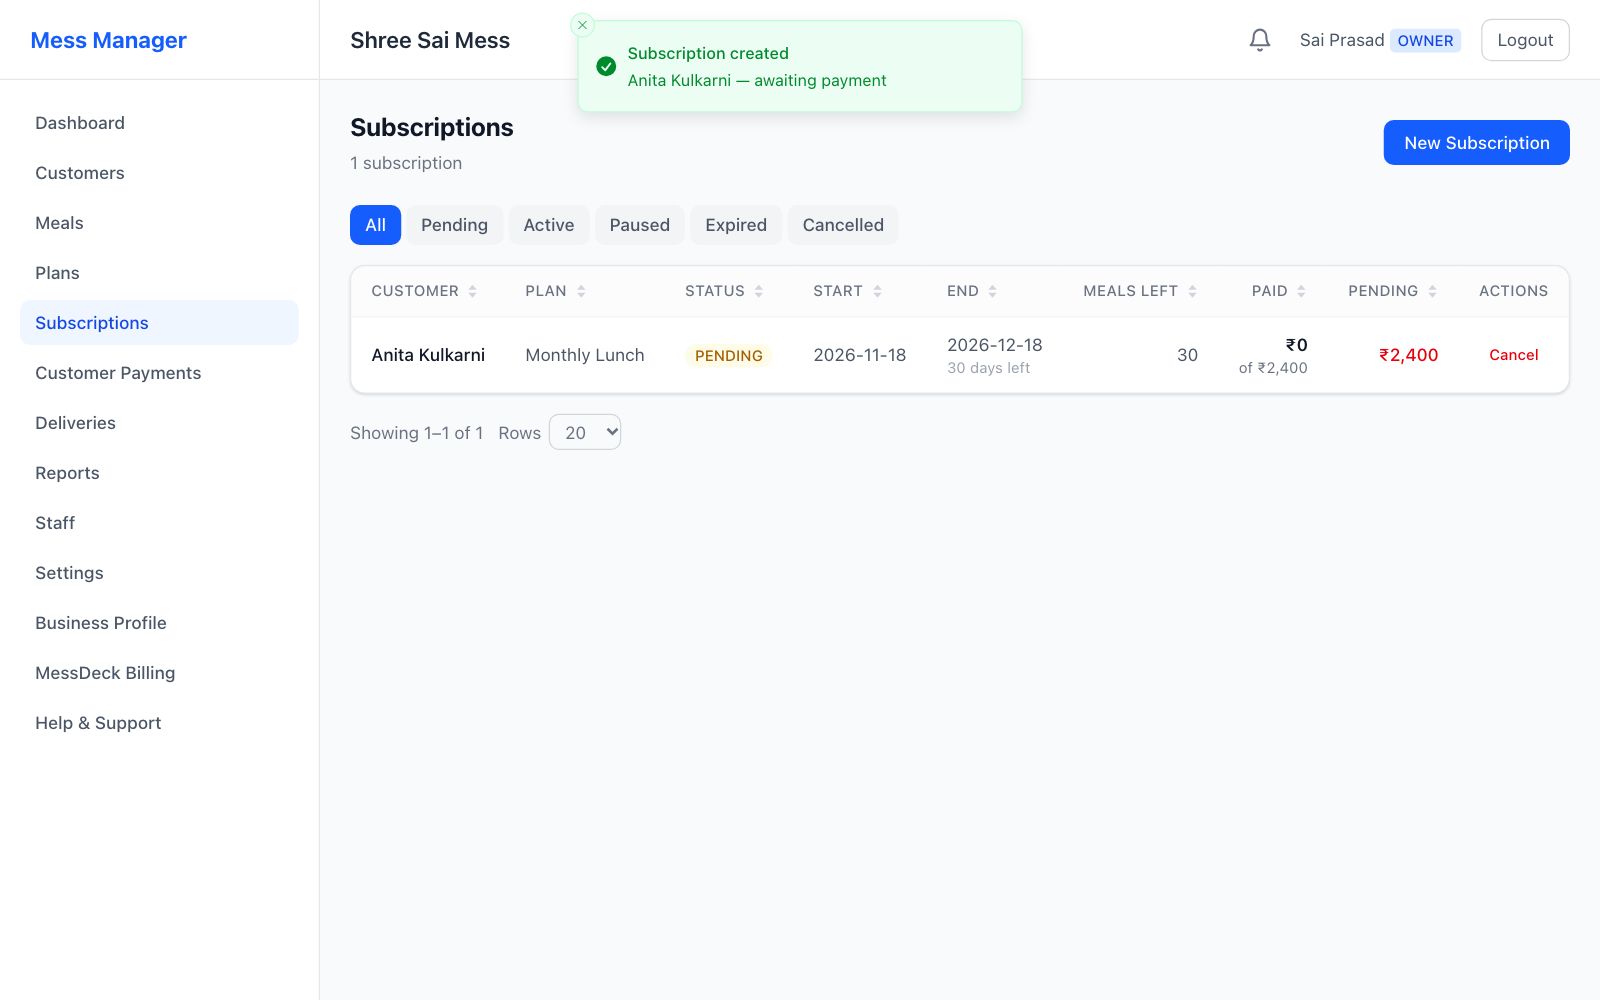 Mess Manager
Shree Sai Mess
Subscription created
Anita Kulkarni — awaiting payment
Sai Prasad OWNER
Logout
Dashboard
Customers
Meals
Plans
Subscriptions
Customer Payments
Deliveries
Reports
Staff
Settings
Business Profile
MessDeck Billing
Help & Support
Subscriptions
1 subscription
New Subscription
All Pending Active Paused Expired Cancelled
CUSTOMER PLAN STATUS START END MEALS LEFT PAID PENDING ACTIONS
Anita Kulkarni Monthly Lunch PENDING 2026-11-18 2026-12-18 30 ₹0 ₹2,400 Cancel
30 days left of ₹2,400
Showing 1–1 of 1 Rows 20